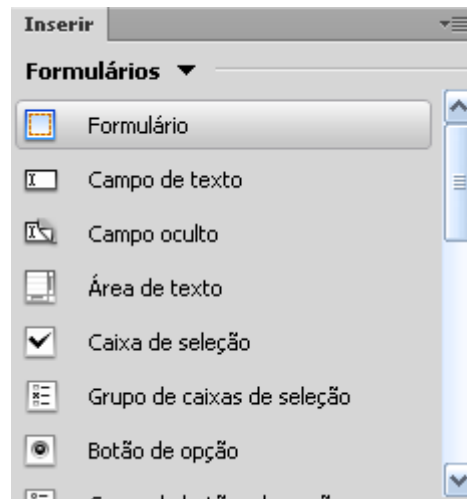 Inserir
Formulários
Formulário
Campo de texto
Campo oculto
Área de texto
Caixa de seleção
Grupo de caixas de seleção
Botão de opção